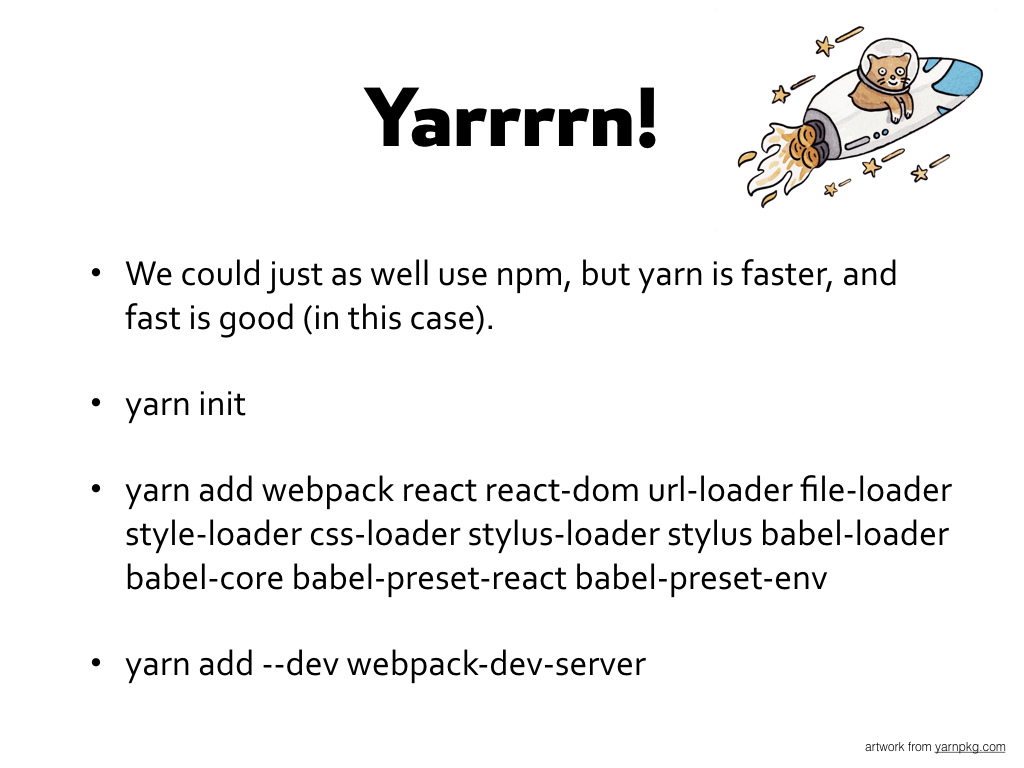 Yarrrrn!
• We could just as well use npm, but yarn is faster, and
fast is good (in this case).
• yarn init
• yarn add webpack react react-dom url-loader file-loader
style-loader css-loader stylus-loader stylus babel-loader
babel-core babel-preset-react babel-preset-env
• yarn add --dev webpack-dev-server
artwork from yarnpkg.com